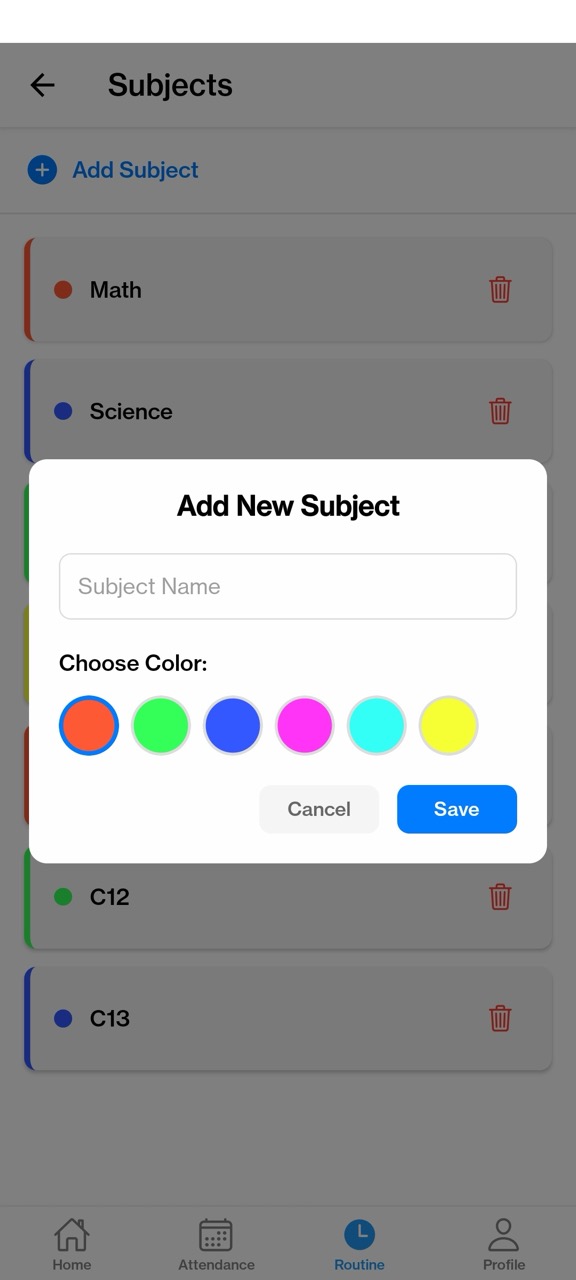 Subjects
Add Subject
Math
Science
Add New Subject
Subject Name
Choose Color:
Cancel
Save
C12
C13
Home
Attendance
Routine
Profile